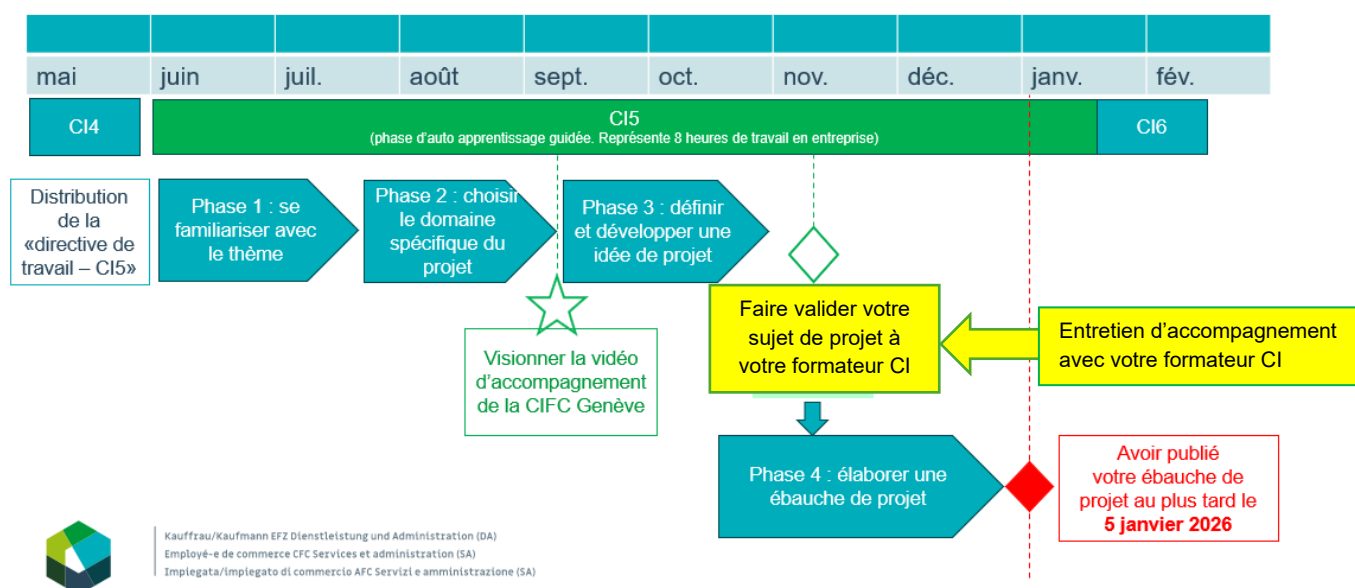 mai juin juil. août sept. oct. nov. déc. janv. fév.
CI4
CI5
(phase d'auto apprentissage guidée. Représente 8 heures de travail en entreprise)
CI6
Distribution
de la
«directive de
travail – CI5»
Phase 1 : se
familiariser avec
le thème
Phase 2 : choisir
le domaine
spécifique du
projet
Phase 3 : définir
et développer une
idée de projet
Visionner la vidéo
d'accompagnement
de la CIFC Genève
Faire valider votre
sujet de projet à
votre formateur CI
Entretien d'accompagnement
avec votre formateur CI
Phase 4 : élaborer une
ébauche de projet
Avoir publié
votre ébauche de
projet au plus tard le
5 janvier 2026
Kauffrau/Kaufmann EFZ Dienstleistung und Administration (DA)
Employé-e de commerce CFC Services et administration (SA)
Impiegata/impiegato di commercio AFC Servizi e amministrazione (SA)